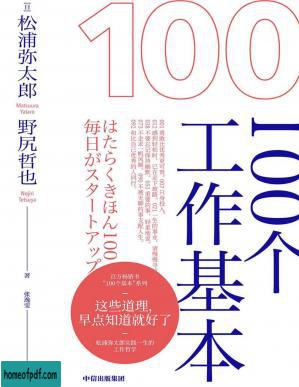 [日]
松浦弥太郎
Matsuura
Yataro
野尻哲也
Nojiri
Tetsuya
著
张逸雯
译
100
100个
工作基本
はたらくきほん100
毎日がスタートアップ
百万畅销书
“100个基本”系列
这些道理，
早点知道就好了
松浦弥太郎实践一生的
工作哲学
中信出版集团
homeofpdf.com